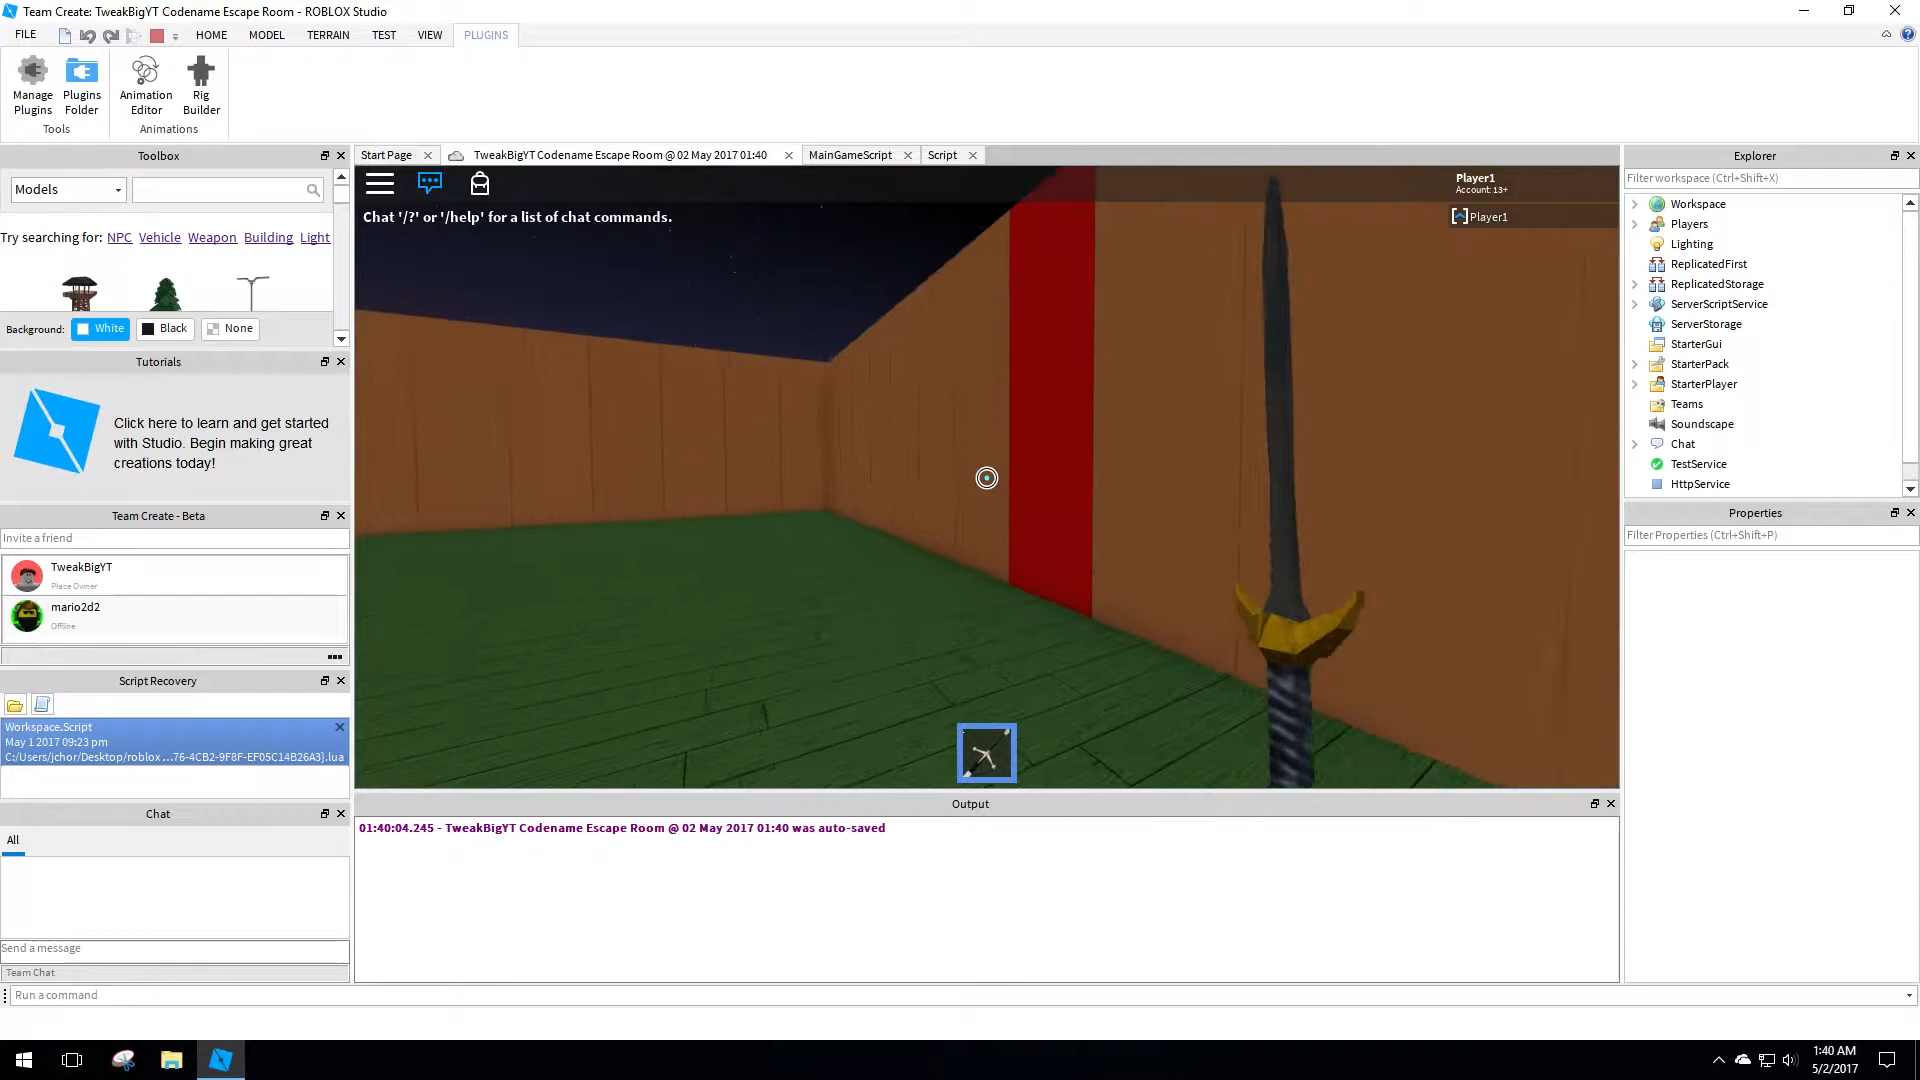 Team Create: TweakBigYT Codename Escape Room - ROBLOX Studio
FILE
HOME
MODEL
TERRAIN
TEST
VIEW
PLUGINS
Manage Plugins
Plugins Folder
Animation Editor
Rig Builder
Tools
Animations
Toolbox
Start Page
TweakBigYT Codename Escape Room @ 02 May 2017 01:40
MainGameScript
Script
Explorer
Models
Filter workspace (Ctrl+Shift+X)
Player1
Account: 13+
Player1
Chat '/?' or '/help' for a list of chat commands.
Try searching for: NPC Vehicle Weapon Building Light
Background: White Black None
Tutorials
Click here to learn and get started
with Studio. Begin making great
creations today!
Team Create - Beta
Invite a friend
TweakBigYT
Place Owner
mario2d2
Offline
Script Recovery
Workspace.Script
May 1 2017 09:23 pm
C:/Users/jchor/Desktop/roblox ...76-4CB2-9F8F-EF05C14B26A3].lua
Chat
All
Send a message
Team Chat
Run a command
Workspace
Players
Lighting
ReplicatedFirst
ReplicatedStorage
ServerScriptService
ServerStorage
StarterGui
StarterPack
StarterPlayer
Teams
Soundscape
Chat
TestService
HttpService
Properties
Filter Properties (Ctrl+Shift+P)
Output
01:40:04.245 - TweakBigYT Codename Escape Room @ 02 May 2017 01:40 was auto-saved
1:40 AM
5/2/2017